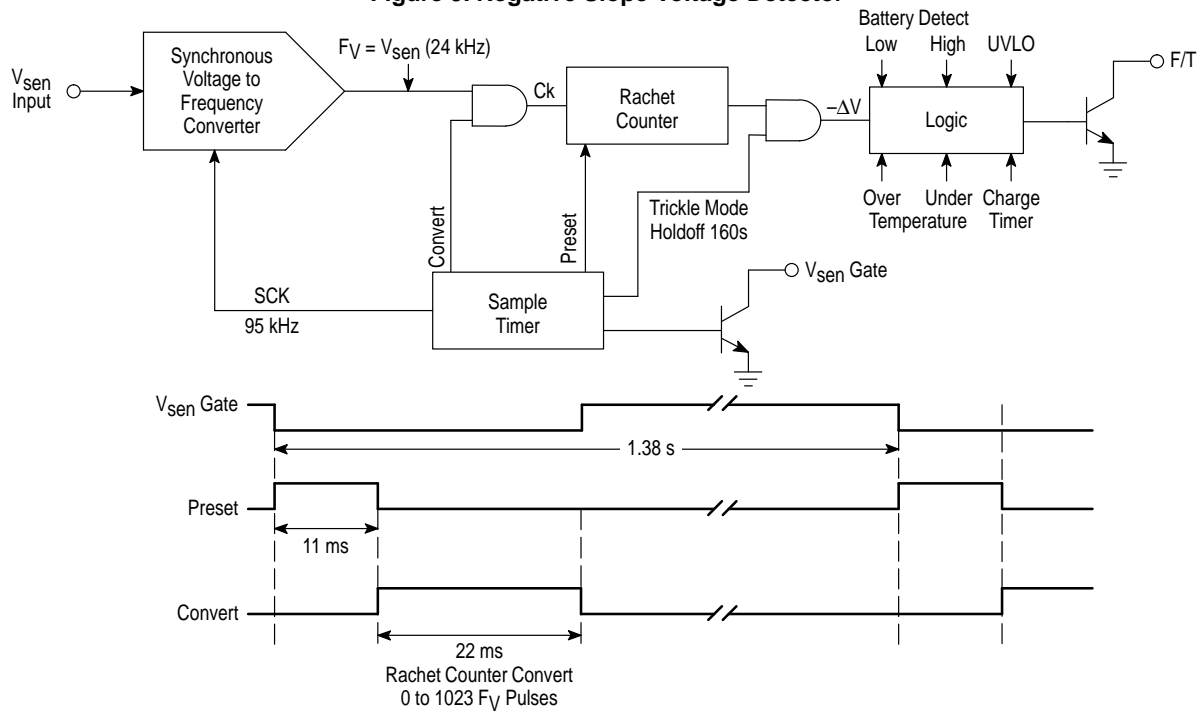 Figure Negative Slope Voltage Detector
Battery Detect
Low High UVLO
F/T
Vsen
Input
Synchronous
Voltage to
Frequency
Converter
FV = Vsen (24 kHz)
Ck
Rachet
Counter
–ΔV
Logic
Over
Temperature
Under
Charge
Timer
Convert
Preset
Trickle Mode
Holdoff 160s
Vsen Gate
SCK
95 kHz
Sample
Timer
Vsen Gate
1.38 s
Preset
11 ms
Convert
22 ms
Rachet Counter Convert
0 to 1023 FV Pulses